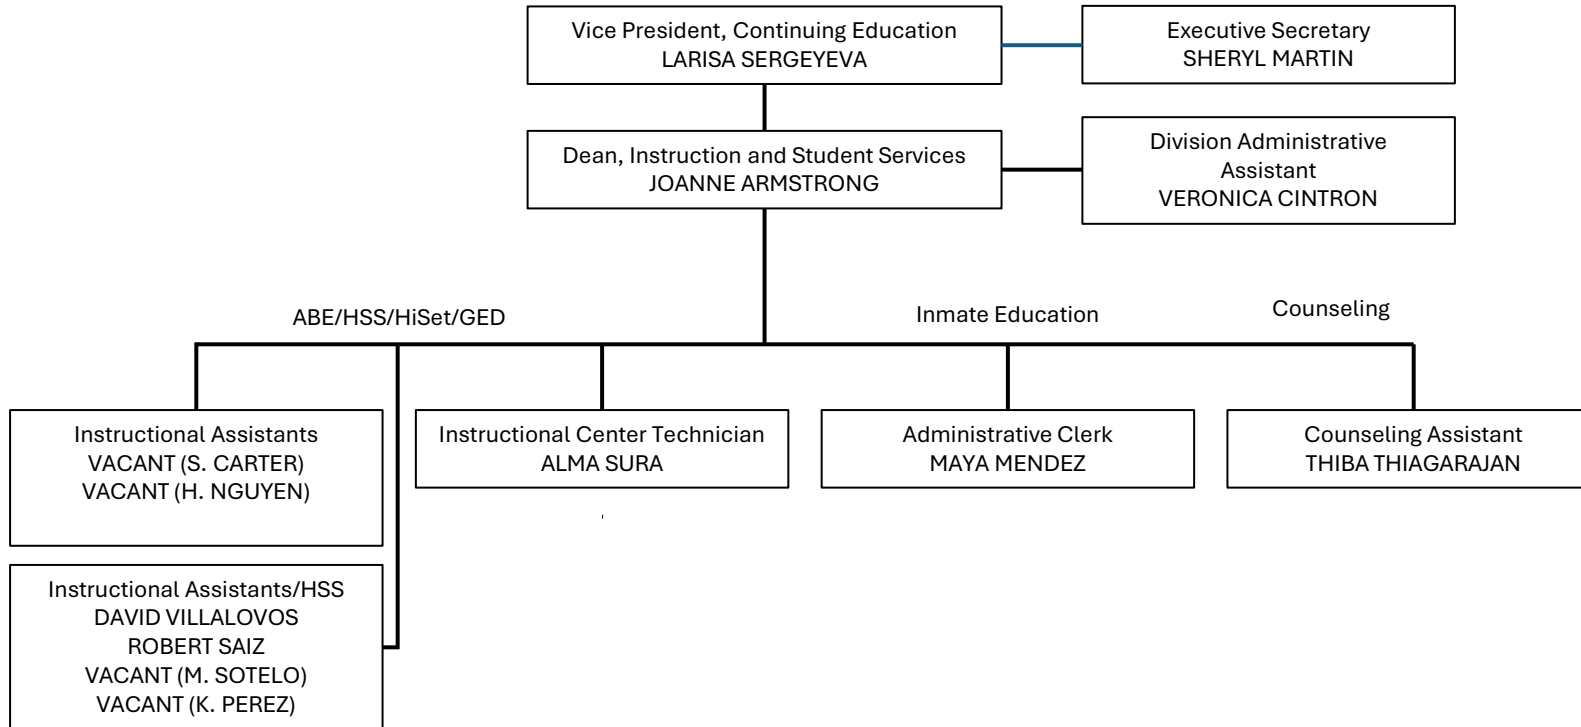 Vice President, Continuing Education
LARISA SERGEYEVA
Executive Secretary
SHERYL MARTIN
Dean, Instruction and Student Services
JOANNE ARMSTRONG
Division Administrative
Assistant
VERONICA CINTRON
ABE/HSS/HiSet/GED
Inmate Education
Counseling
Instructional Assistants
VACANT (S. CARTER)
VACANT (H. NGUYEN)
Instructional Center Technician
ALMA SURA
Administrative Clerk
MAYA MENDEZ
Counseling Assistant
THIBA THIAGARAJAN
Instructional Assistants/HSS
DAVID VILLALOVOS
ROBERT SAIZ
VACANT (M. SOTELO)
VACANT (K. PEREZ)